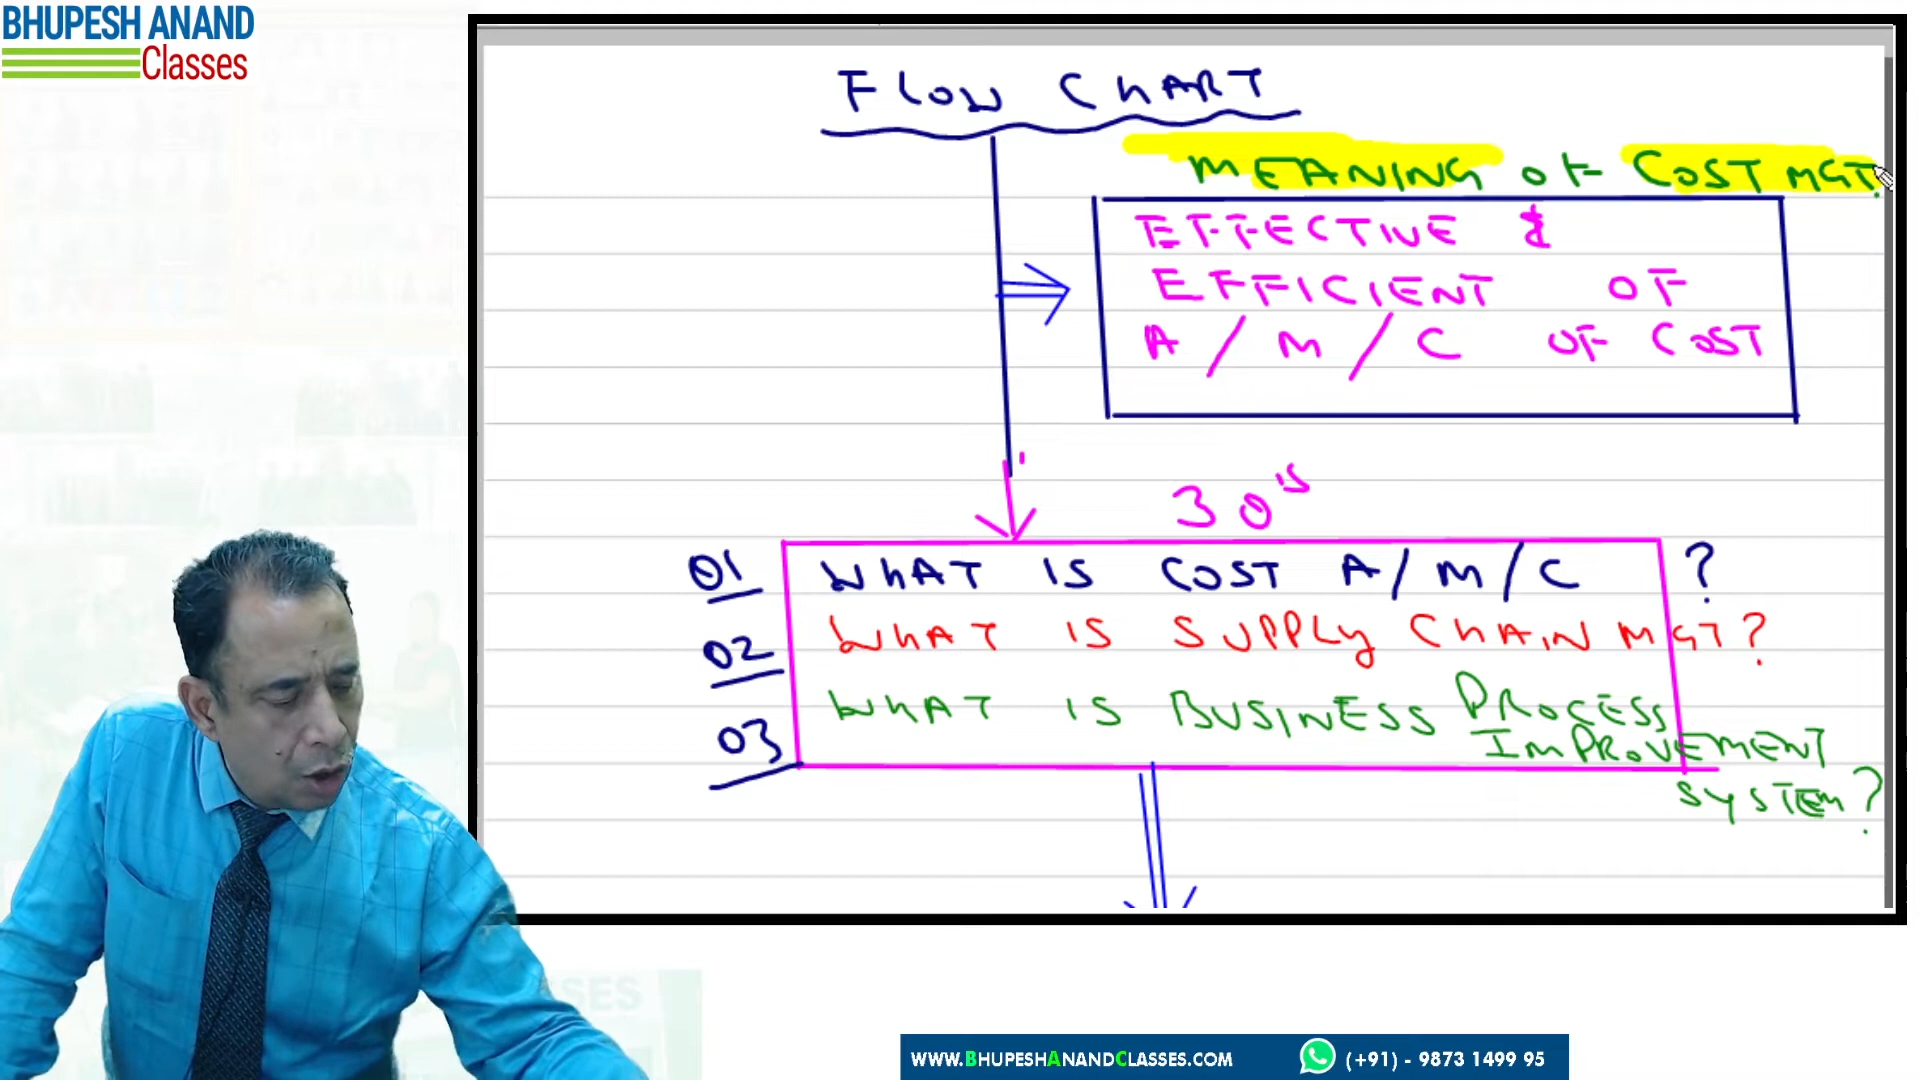 BHUPESH ANAND
Classes
FLOW CHART
MEANING OF COST MGT.
EFFECTIVE &
EFFICIENT OF
A / M / C OF COST
30's
01 WHAT IS COST A/M/C ?
02 WHAT IS SUPPLY CHAIN MGT?
03 WHAT IS BUSINESS PROCESS
IMPROVEMENT
SYSTEM?
WWW.BHUPESHANANDCLASSES.COM (+91) - 9873 1499 95